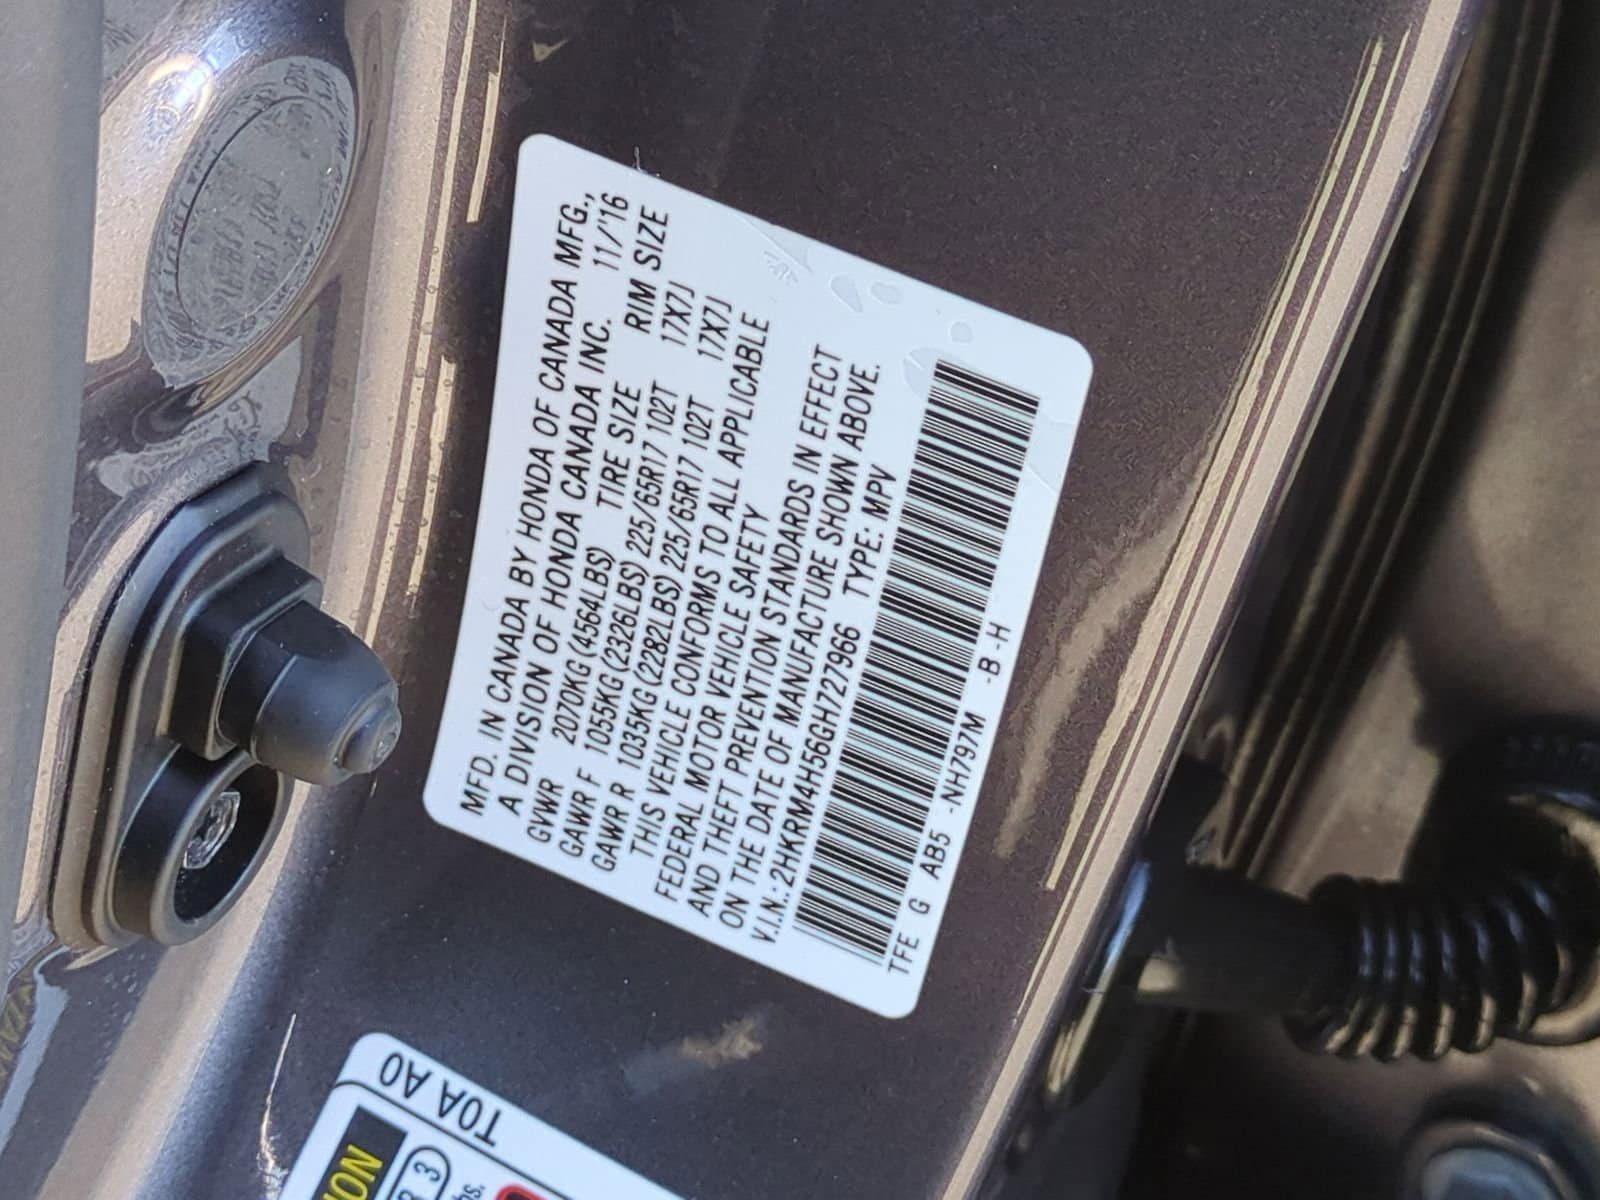 MFD. IN CANADA BY HONDA OF CANADA MFG.,
A DIVISION OF HONDA CANADA INC. 11/'16
GVWR 2070KG (4564LBS) TIRE SIZE RIM SIZE
GAWR F 1055KG (2326LBS) 225/65R17 102T 17X7J
GAWR R 1035KG (2282LBS) 225/65R17 102T 17X7J
THIS VEHICLE CONFORMS TO ALL APPLICABLE
FEDERAL MOTOR VEHICLE SAFETY
AND THEFT PREVENTION STANDARDS IN EFFECT
ON THE DATE OF MANUFACTURE SHOWN ABOVE.
V.I.N.: 2HKRM4H56GH727966 TYPE: MPV
TFE G AB5 -NH797M -B -H
T0A A0
3